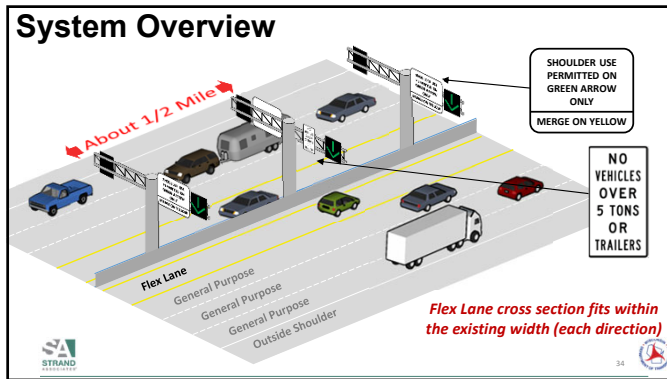 System Overview
About 1/2 Mile
SHOULDER USE
PERMITTED ON
GREEN ARROW
ONLY
MERGE ON YELLOW
NO
VEHICLES
OVER
5 TONS
OR
TRAILERS
Flex Lane
General Purpose
General Purpose
General Purpose
Outside Shoulder
Flex Lane cross section fits within
the existing width (each direction)
SA
STRAND
ASSOCIATES
34